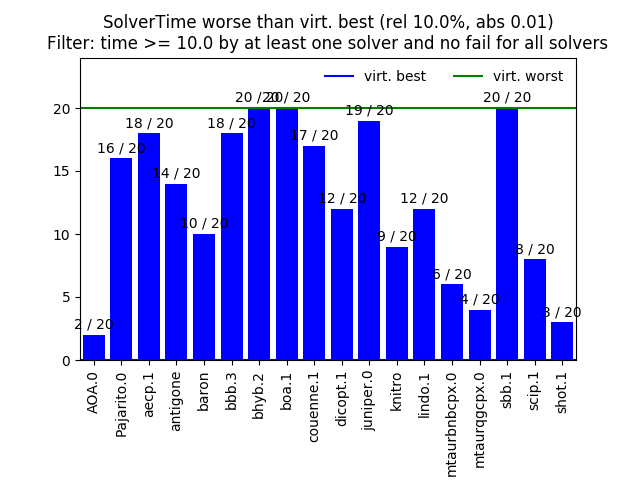 SolverTime worse than virt. best (rel 10.0%, abs 0.01)
Filter: time >= 10.0 by at least one solver and no fail for all solvers
virt. best
virt. worst
20
15
10
5
0
2 / 20
16 / 20
18 / 20
14 / 20
10 / 20
18 / 20
20 / 20
20 / 20
17 / 20
12 / 20
19 / 20
9 / 20
12 / 20
6 / 20
4 / 20
20 / 20
8 / 20
3 / 20
AOA.0
Pajarito.0
aecp.1
antigone
baron
bbb.3
bhyb.2
boa.1
couenne.1
dicopt.1
juniper.0
knitro
lindo.1
mtaurbnbcpx.0
mtaurqgcpx.0
sbb.1
scip.1
shot.1